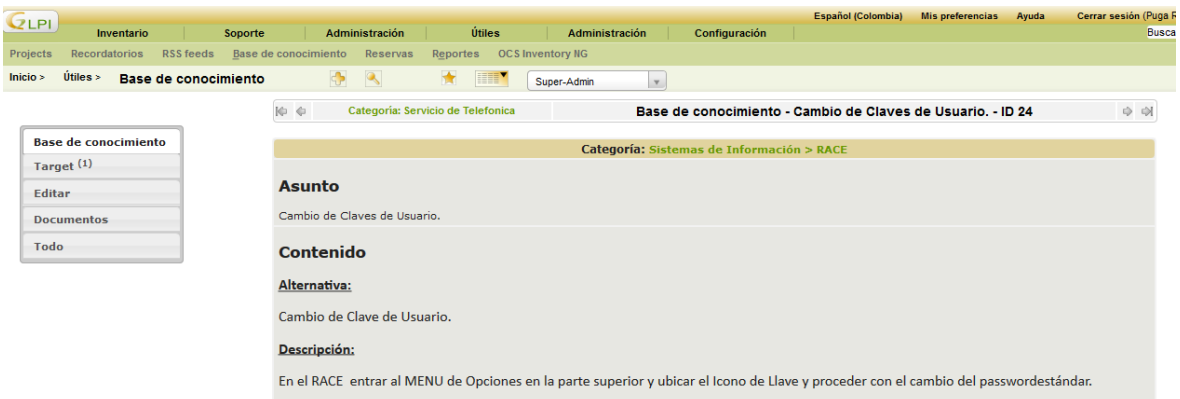 GLPI
Español (Colombia) Mis preferencias Ayuda Cerrar sesión (Puga R
Inventario Soporte Administración Útiles Administración Configuración Busca
Projects Recordatorios RSS feeds Base de conocimiento Reservas Reportes OCS Inventory NG
Inicio > Útiles > Base de conocimiento Super-Admin
Categoría: Servicio de Telefonica Base de conocimiento - Cambio de Claves de Usuario. - ID 24
Base de conocimiento
Target (1)
Editar
Documentos
Todo
Categoría: Sistemas de Información > RACE
Asunto
Cambio de Claves de Usuario.
Contenido
Alternativa:
Cambio de Clave de Usuario.
Descripción:
En el RACE entrar al MENU de Opciones en la parte superior y ubicar el Icono de Llave y proceder con el cambio del passwordestándar.